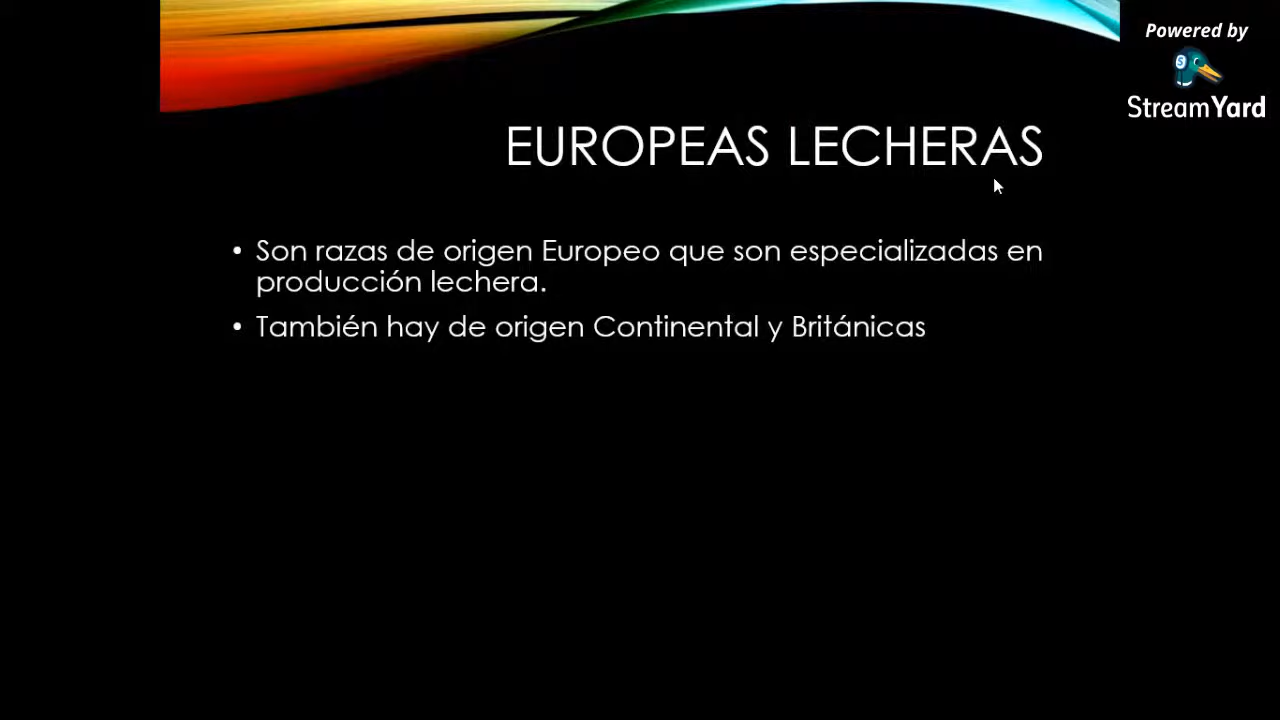 Powered by
StreamYard
EUROPEAS LECHERAS
• Son razas de origen Europeo que son especializadas en
producción lechera.
• También hay de origen Continental y Británicas